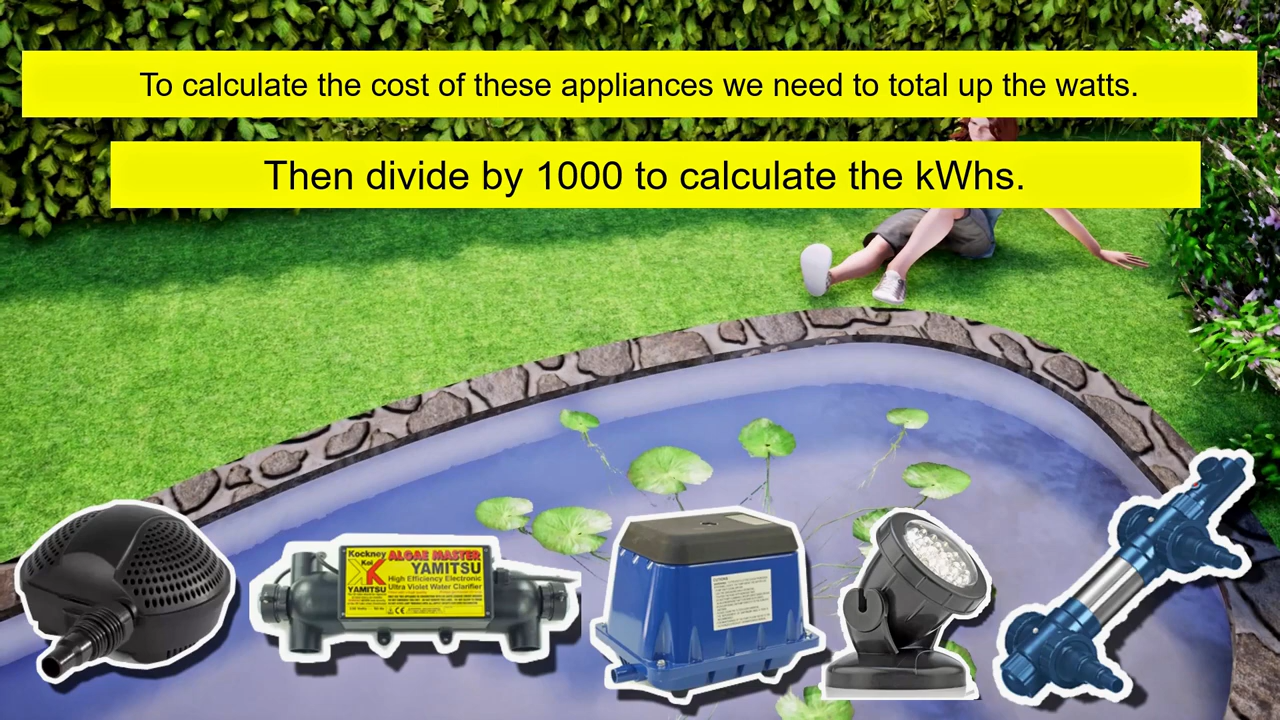 To calculate the cost of these appliances we need to total up the watts.
Then divide by 1000 to calculate the kWhs.
Kockney
Koi
YAMITSU
ALGAE MASTER
YAMITSU
High Efficiency Electronic
Ultra Violet Water Clarifier